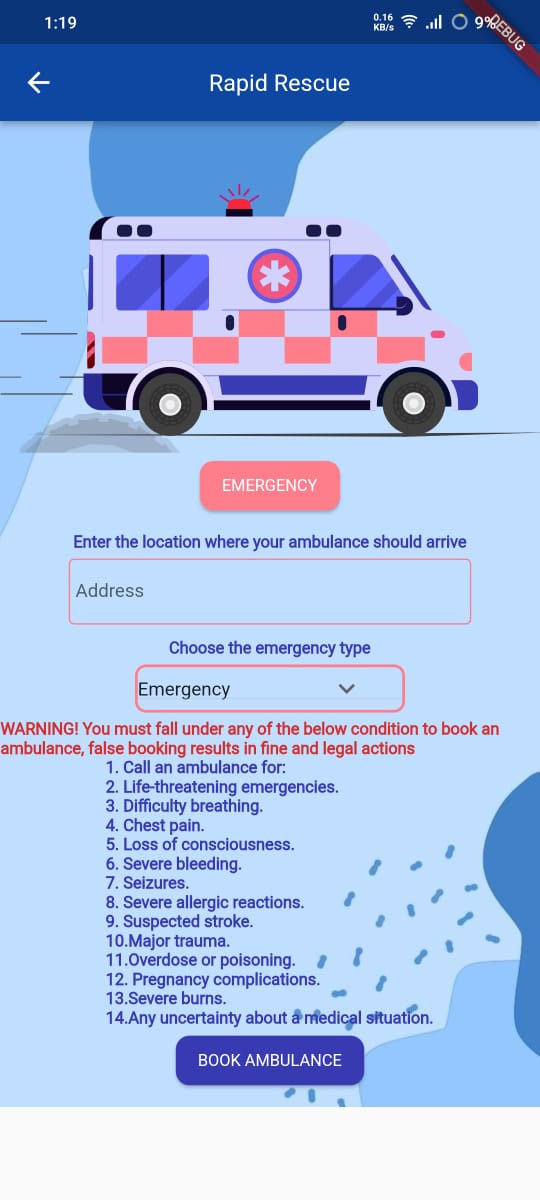 1:19
0.16
KB/s
9%
DEBUG
Rapid Rescue
EMERGENCY
Enter the location where your ambulance should arrive
Address
Choose the emergency type
Emergency
WARNING! You must fall under any of the below condition to book an
ambulance, false booking results in fine and legal actions
1. Call an ambulance for:
2. Life-threatening emergencies.
3. Difficulty breathing.
4. Chest pain.
5. Loss of consciousness.
6. Severe bleeding.
7. Seizures.
8. Severe allergic reactions.
9. Suspected stroke.
10.Major trauma.
11.Overdose or poisoning.
12. Pregnancy complications.
13.Severe burns.
14.Any uncertainty about a medical situation.
BOOK AMBULANCE